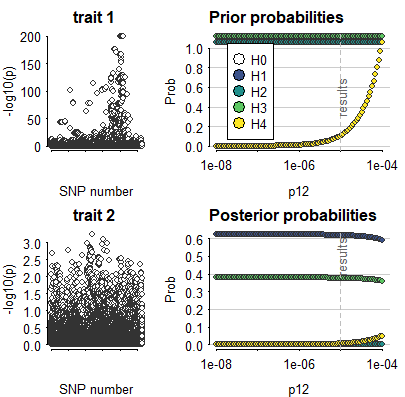 trait 1
-log10(p)
200
150
100
50
0
SNP number
Prior probabilities
Prob
1.0
0.8
0.6
0.4
0.2
0.0
H0
H1
H2
H3
H4
results
1e-08
1e-06
1e-04
p12
trait 2
-log10(p)
3.0
2.5
2.0
1.5
1.0
0.5
0.0
SNP number
Posterior probabilities
Prob
0.6
0.5
0.4
0.3
0.2
0.1
0.0
results
1e-08
1e-06
1e-04
p12